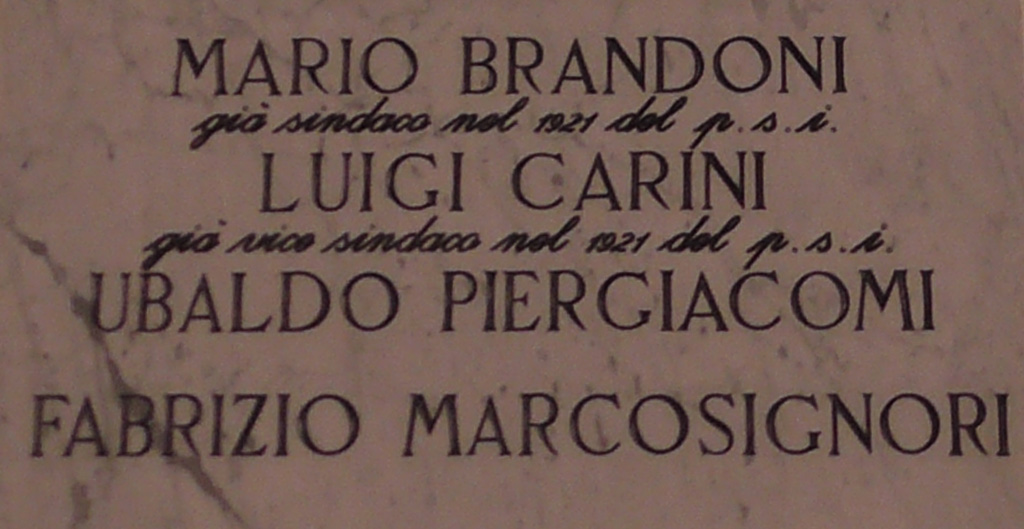 MARIO BRANDONI
già sindaco nel 1921 del p.s.i.
LUIGI CARINI
già vice sindaco nel 1921 del p.s.i.
UBALDO PIERGIACOMI
FABRIZIO MARCOSIGNORI